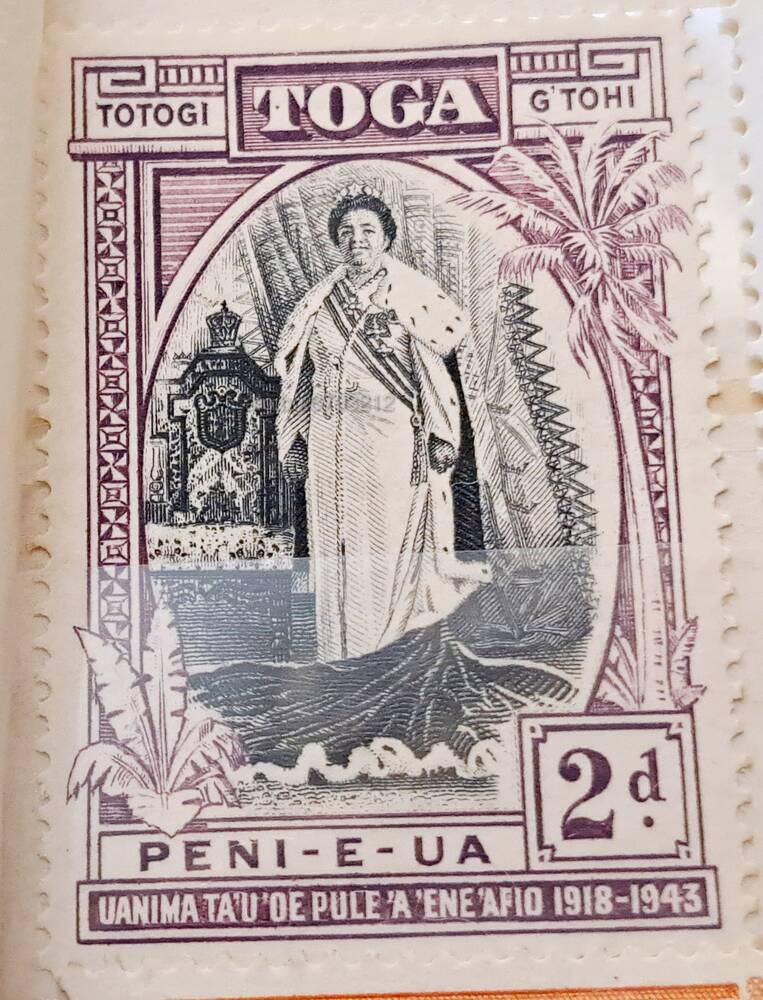 TOTOGI TOGA G'TOHI
2d.
PENI-E-UA
UANIMA TA'U 'OE PULE 'A 'ENE 'AFIO 1918-1943